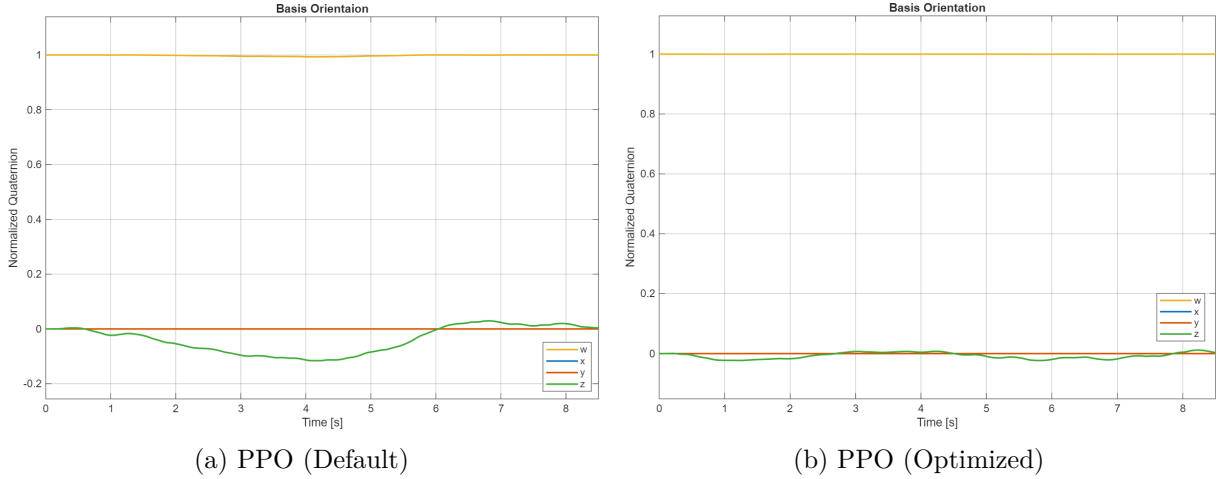 Basis Orientaion
Normalized Quaternion
1
0.8
0.6
0.4
0.2
0
-0.2
0
1
2
3
4
5
6
7
8
Time [s]
w
x
y
z
(a) PPO (Default)
Basis Orientaion
Normalized Quaternion
1
0.8
0.6
0.4
0.2
0
0
1
2
3
4
5
6
7
8
Time [s]
w
x
y
z
(b) PPO (Optimized)